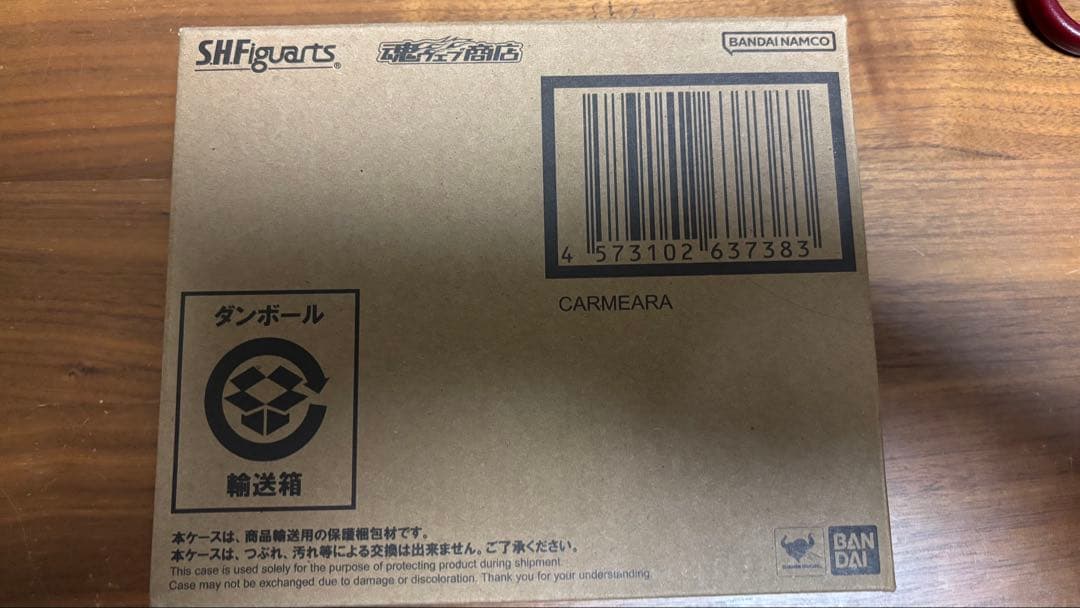 S.H.Figuarts®
魂ウェブ商店
BANDAI NAMCO
4 573102 637383
CARMEARA
ダンボール
輸送箱
本ケースは、商品輸送用の保護梱包材です。
本ケースは、つぶれ、汚れ等による交換は出来ません。ご了承ください。
This case is used solely for the purpose of protecting product during shipment.
Case may not be exchanged due to damage or discoloration. Thank you for your understanding.
BAN
DAI